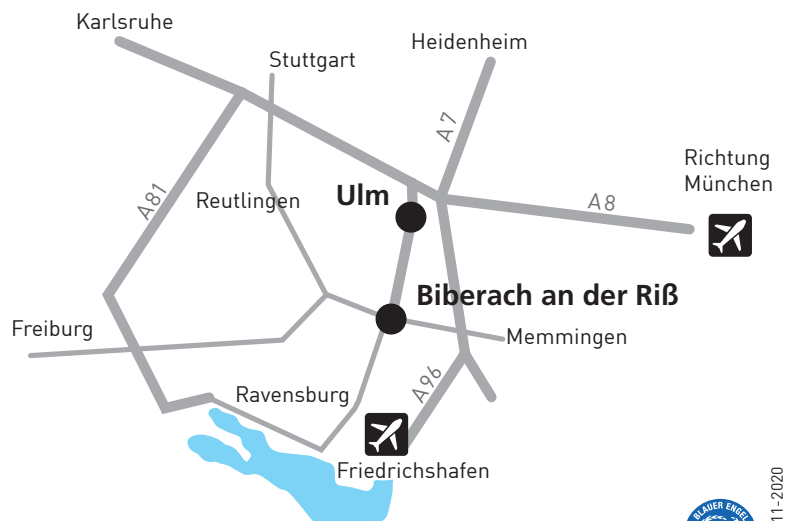 Karlsruhe
Stuttgart
Heidenheim
A7
Richtung
München
A81
Reutlingen
Ulm
A8
Biberach an der Riß
Freiburg
Memmingen
Ravensburg
A96
Friedrichshafen
BLAUER ENGEL
11-2020